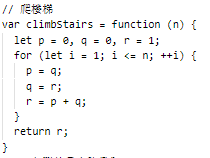 // 爬楼梯
var climbStairs = function (n) {
  let p = 0, q = 0, r = 1;
  for (let i = 1; i <= n; ++i) {
    p = q;
    q = r;
    r = p + q;
  }
  return r;
}